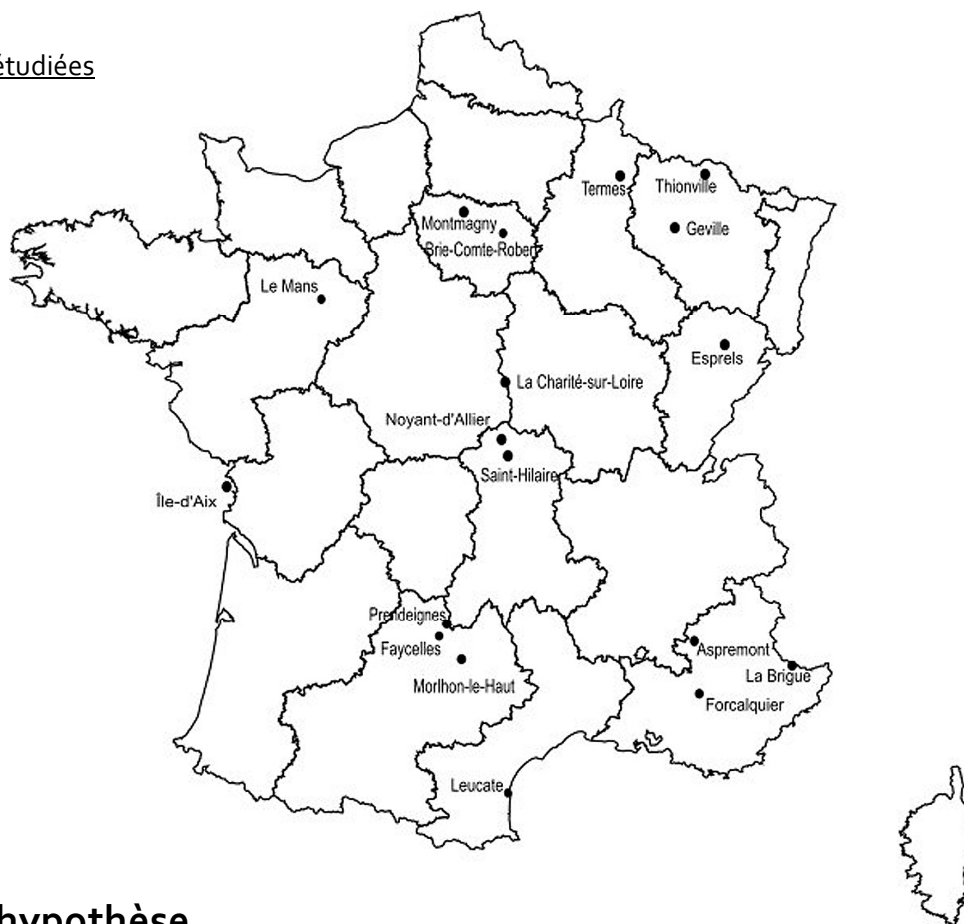 étudiées
Termes
Thionville
Montmagny
Geville
Brie-Comte-Robert
Le Mans
Esprels
La Charité-sur-Loire
Noyant-d'Allier
Saint-Hilaire
Île-d'Aix
Prendeignes
Faycelles
Aspremont
La Brigue
Morlhon-le-Haut
Forcalquier
Leucate
hypothèse